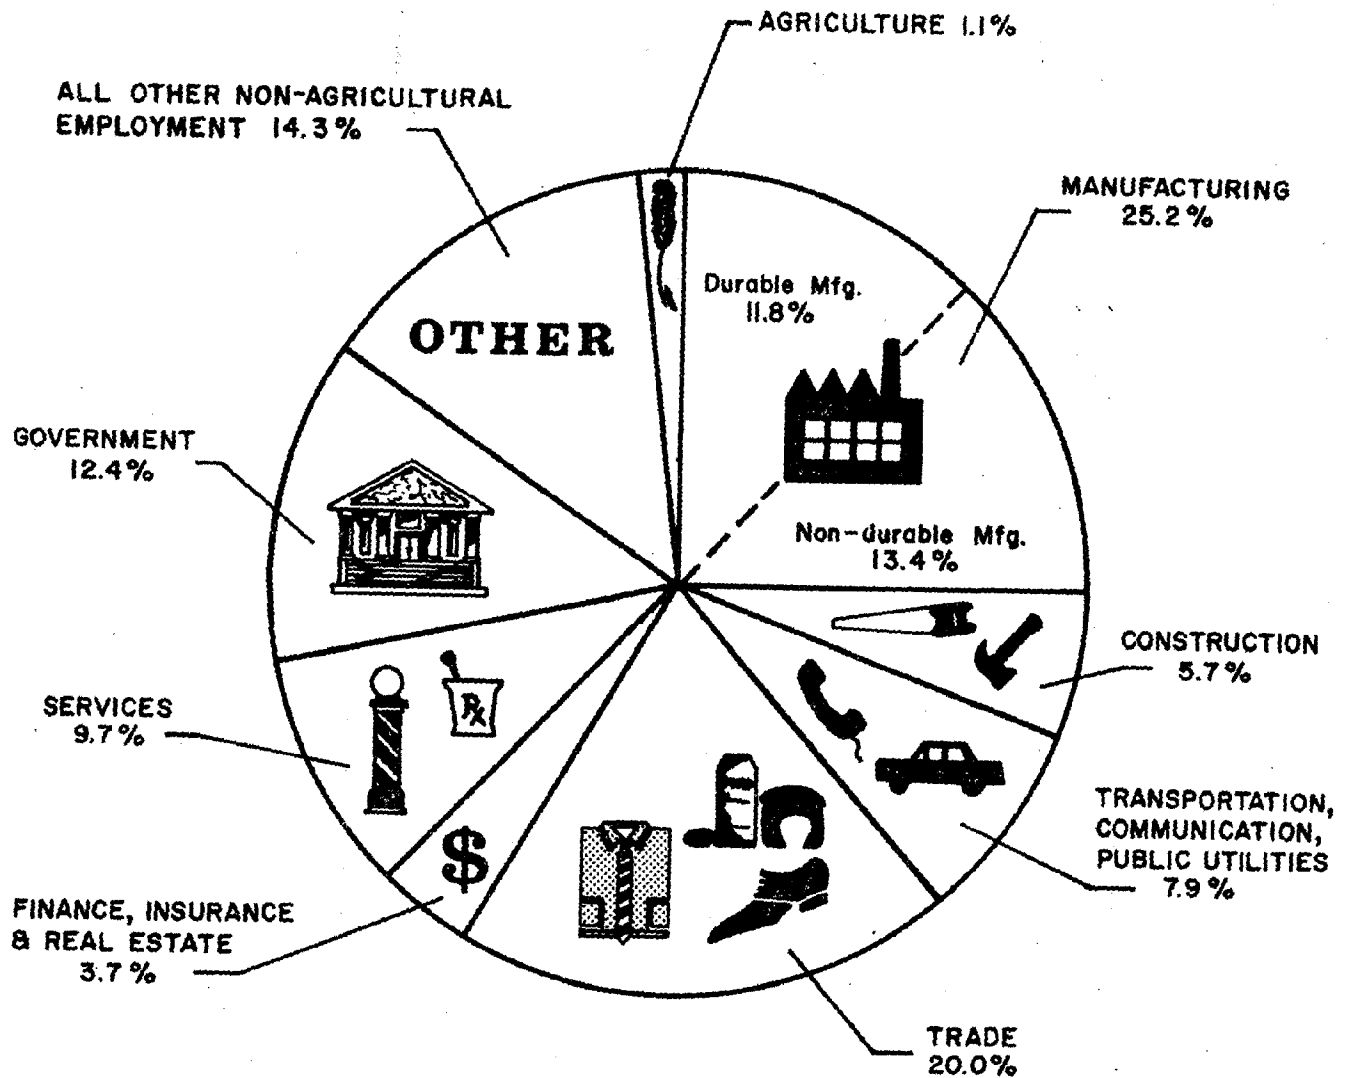 AGRICULTURE 1.1%
ALL OTHER NON-AGRICULTURAL
EMPLOYMENT 14.3%
MANUFACTURING
25.2%
Durable Mfg.
11.8%
OTHER
GOVERNMENT
12.4%
Non-durable Mfg.
13.4%
CONSTRUCTION
5.7%
Rx
SERVICES
9.7%
TRANSPORTATION,
COMMUNICATION,
PUBLIC UTILITIES
7.9%
$
FINANCE, INSURANCE
& REAL ESTATE
3.7%
TRADE
20.0%